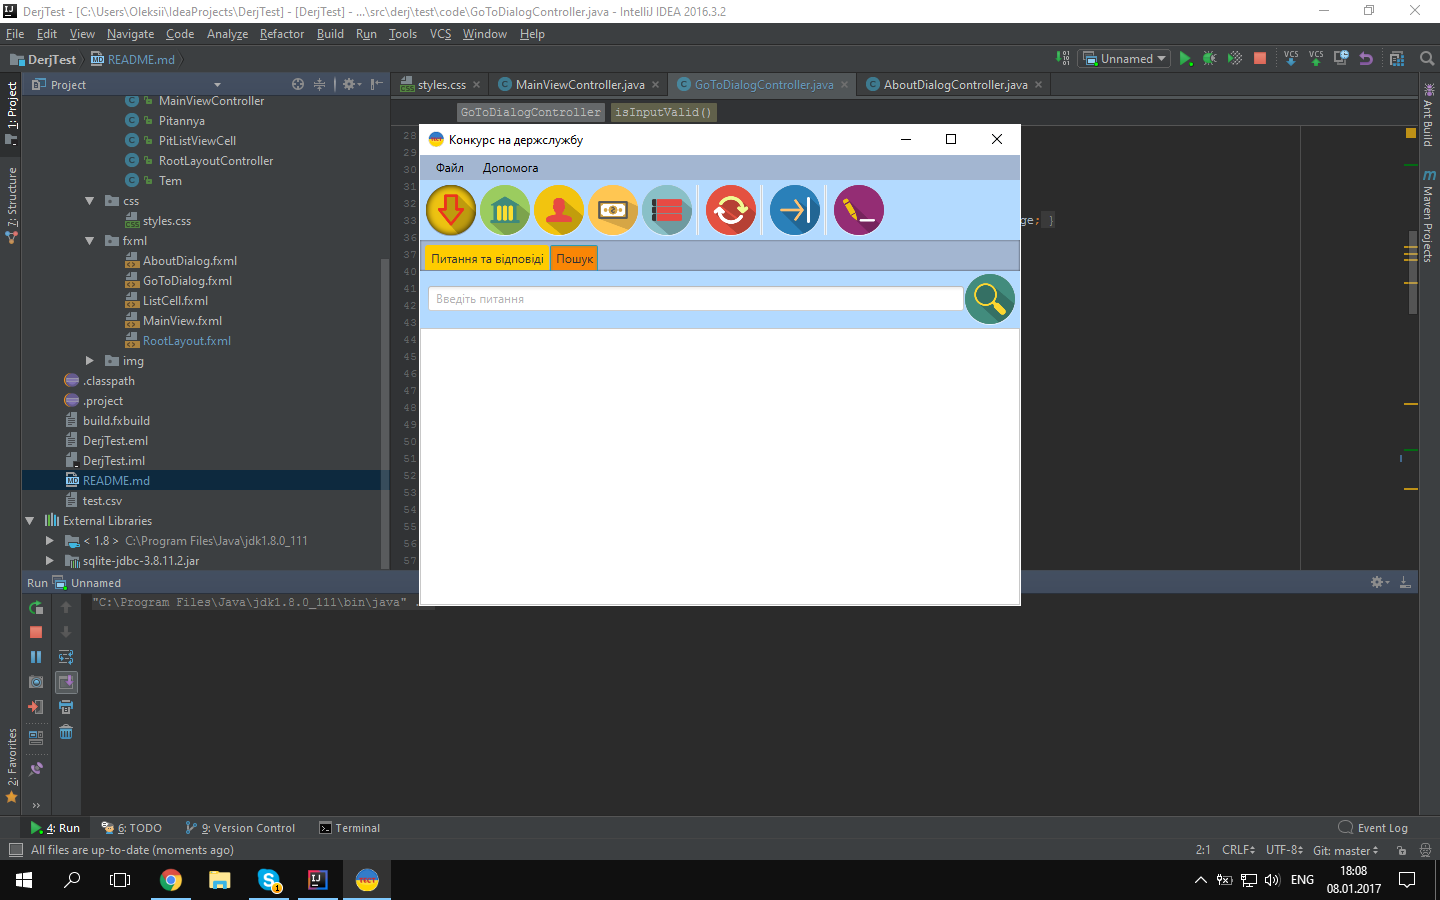 DerjTest - [C:\Users\Oleksii\IdeaProjects\DerjTest] - [DerjTest] - ...\src\derj\test\code\GoToDialogController.java - IntelliJ IDEA 2016.3.2
File Edit View Navigate Code Analyze Refactor Build Run Tools VCS Window Help
DerjTest README.md
Unnamed VCS VCS
Project
styles.css MainViewController.java GoToDialogController.java AboutDialogController.java
GoToDialogController isInputValid()
1: Project
7: Structure
2: Favorites
Ant Build
Maven Projects
MainViewController
Pitannya
PitListViewCell
RootLayoutController
Tem
css
styles.css
fxml
AboutDialog.fxml
GoToDialog.fxml
ListCell.fxml
MainView.fxml
RootLayout.fxml
img
.classpath
.project
build.fxbuild
DerjTest.eml
DerjTest.iml
README.md
test.csv
External Libraries
< 1.8 > C:\Program Files\Java\jdk1.8.0_111
sqlite-jdbc-3.8.11.2.jar
28
29
30
31
32
33
36
37
40
41
42
43
44
45
46
47
48
49
50
51
52
53
54
55
56
57
ge; }
Конкурс на держслужбу
Файл Допомога
Питання та відповіді Пошук
Введіть питання
Run Unnamed
"C:\Program Files\Java\jdk1.8.0_111\bin\java" .
4: Run 6: TODO 9: Version Control Terminal Event Log
All files are up-to-date (moments ago) 2:1 CRLF UTF-8 Git: master
1
ENG
18:08
08.01.2017